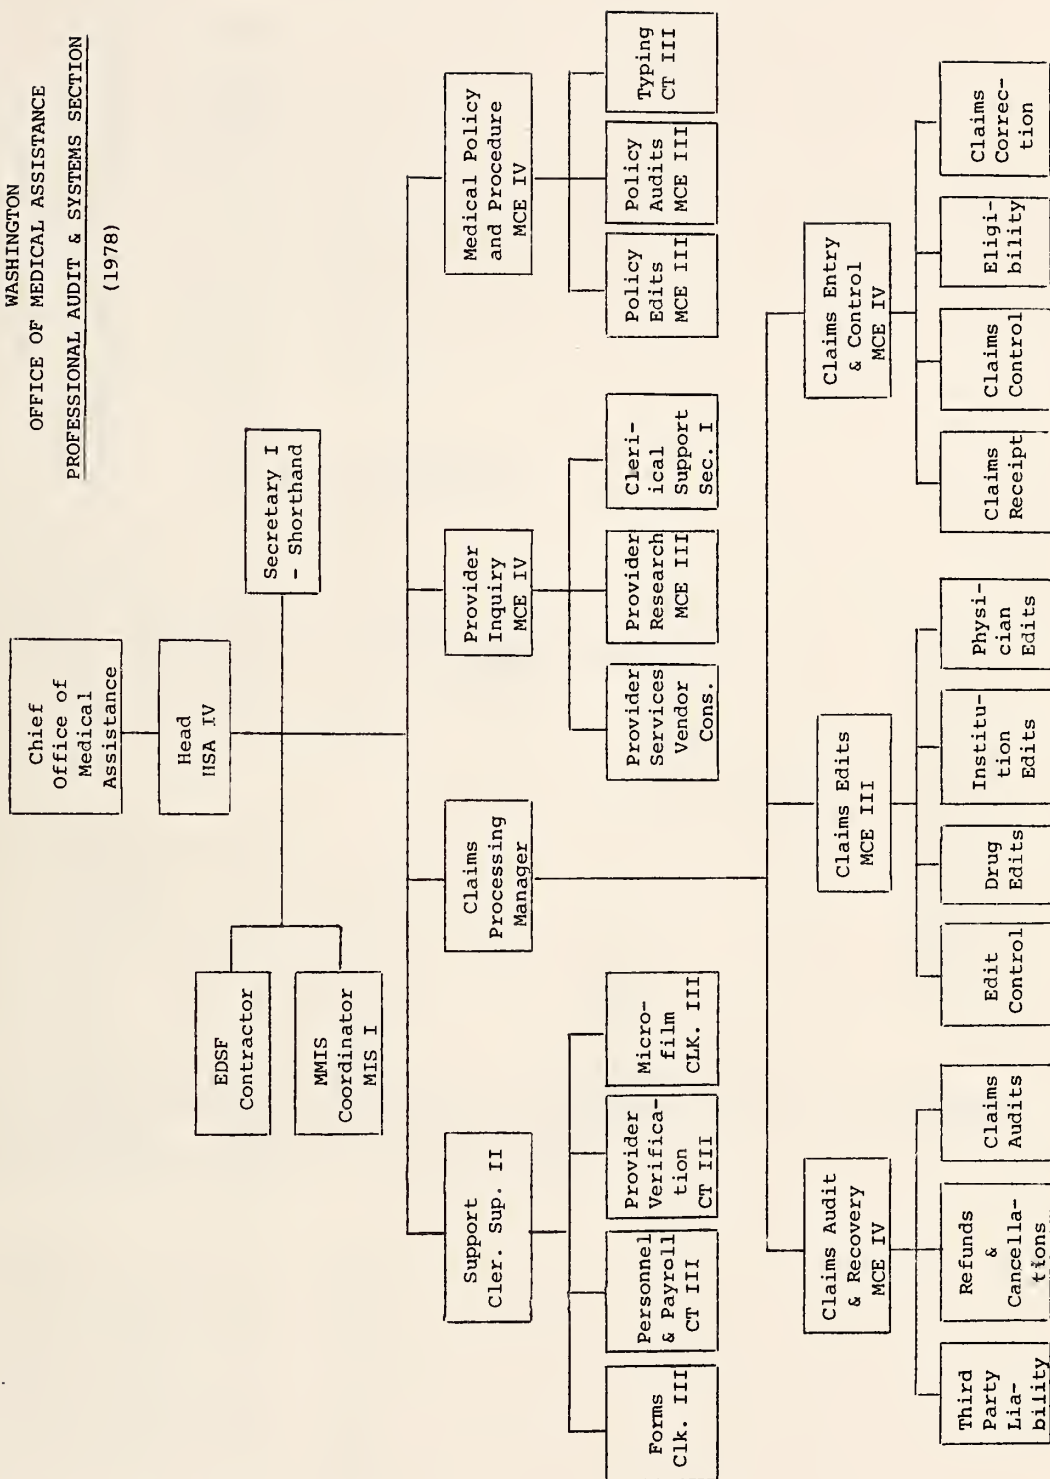 WASHINGTON
OFFICE OF MEDICAL ASSISTANCE
PROFESSIONAL AUDIT & SYSTEMS SECTION
(1978)
Chief
Office of
Medical
Assistance
Head
HSA IV
Secretary I
- Shorthand
EDSF
Contractor
MMIS
Coordinator
MIS I
Support
Cler. Sup. II
Claims
Processing
Manager
Provider
Inquiry
MCE IV
Medical Policy
and Procedure
MCE IV
Forms
Clk. III
Personnel
& Payroll
CT III
Provider
Verifica-
tion
CT III
Micro-
film
CLK. III
Provider
Services
Vendor
Cons.
Provider
Research
MCE III
Cleri-
ical
Support
Sec. I
Policy
Edits
MCE III
Policy
Audits
MCE III
Typing
CT III
Claims Audit
& Recovery
MCE IV
Claims Edits
MCE III
Claims Entry
& Control
MCE IV
Third
Party
Lia-
bility
Refunds
&
Cancella-
tions
Claims
Audits
Edit
Control
Drug
Edits
Institu-
tion
Edits
Physi-
cian
Edits
Claims
Receipt
Claims
Control
Eligi-
bility
Claims
Correc-
tion